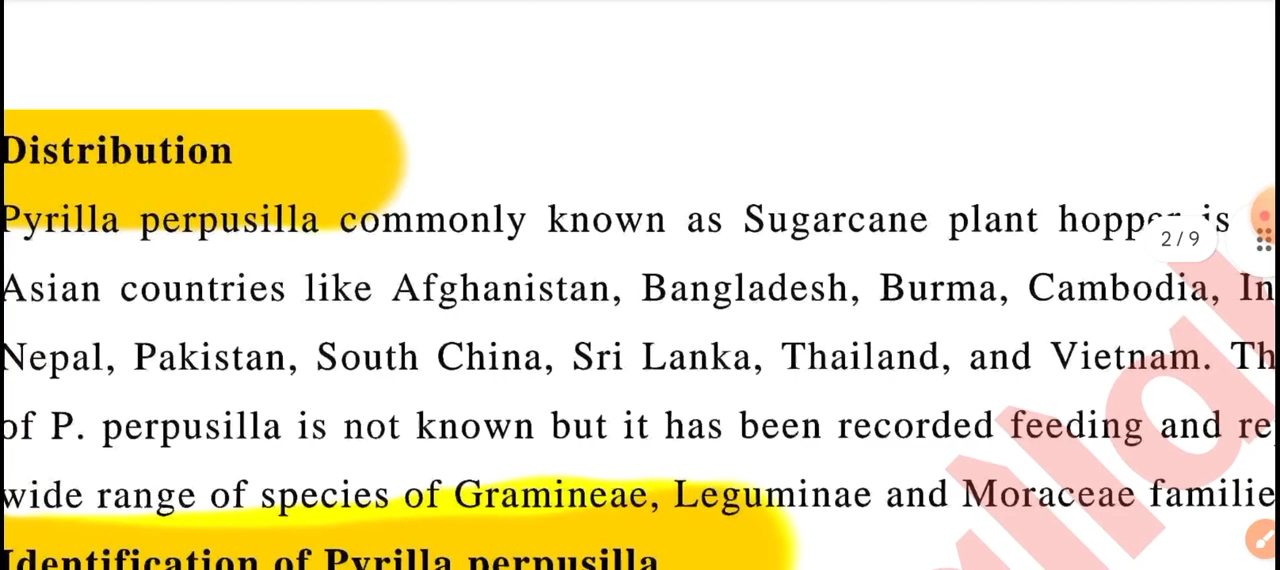 Distribution
Pyrilla perpusilla commonly known as Sugarcane plant hopper is
2/9
Asian countries like Afghanistan, Bangladesh, Burma, Cambodia, In
Nepal, Pakistan, South China, Sri Lanka, Thailand, and Vietnam. Th
of P. perpusilla is not known but it has been recorded feeding and re
wide range of species of Gramineae, Leguminae and Moraceae familie
Identification of Pyrilla perpusilla